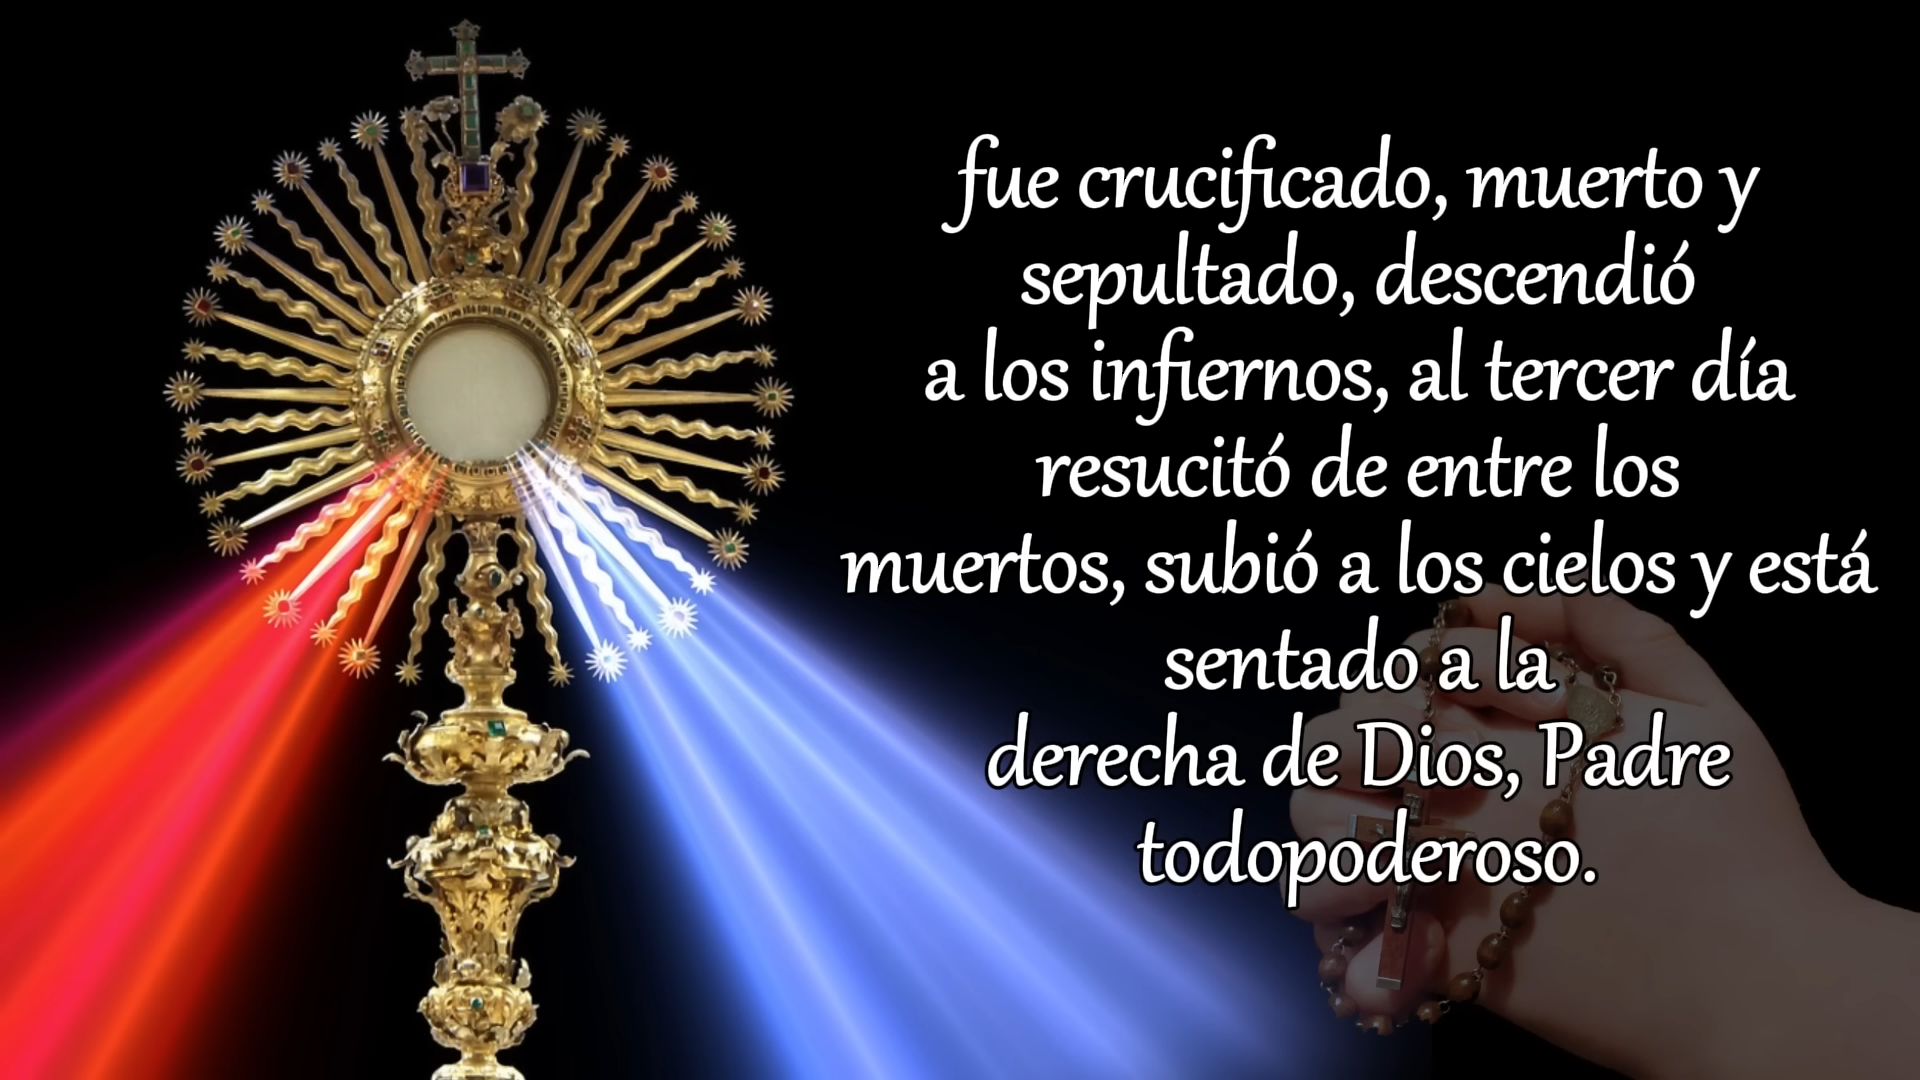 fue crucificado, muerto y
sepultado, descendió
a los infiernos, al tercer día
resucitó de entre los
muertos, subió a los cielos y está
sentado a la
derecha de Dios, Padre
todopoderoso.